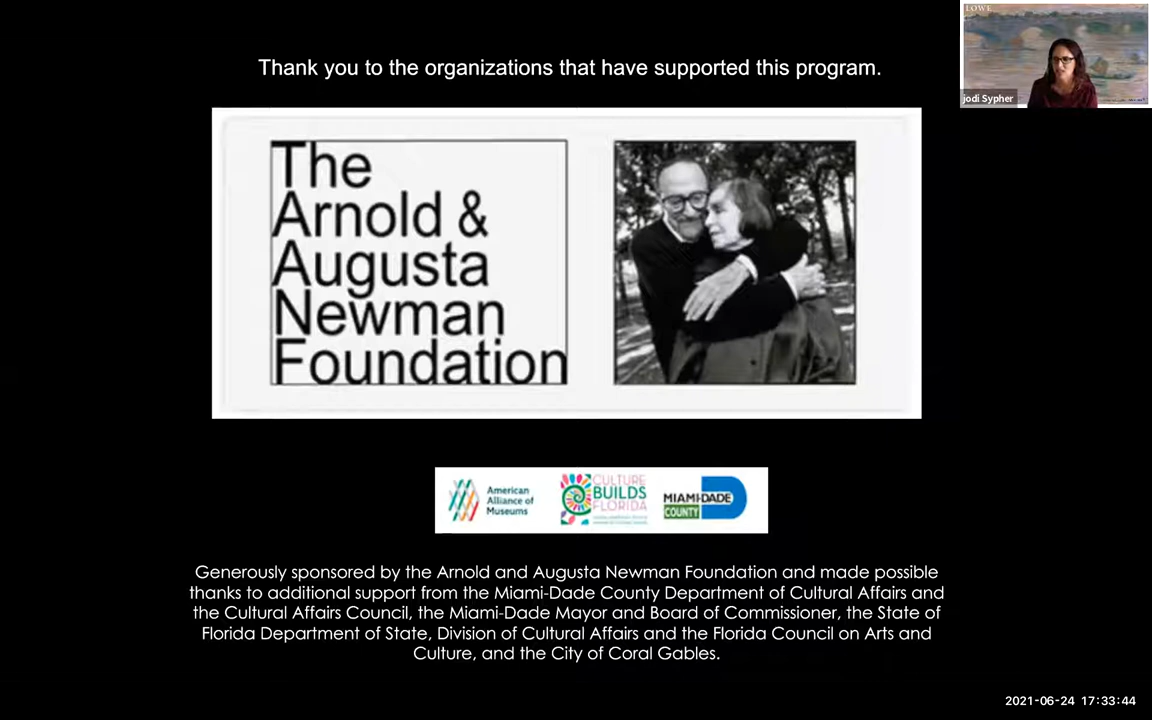 LOWE
jodi Sypher
Thank you to the organizations that have supported this program.
The
Arnold &
Augusta
Newman
Foundation
American
Alliance of
Museums
CULTURE
BUILDS
FLORIDA
MIAMI-DADE
COUNTY
Generously sponsored by the Arnold and Augusta Newman Foundation and made possible
thanks to additional support from the Miami-Dade County Department of Cultural Affairs and
the Cultural Affairs Council, the Miami-Dade Mayor and Board of Commissioner, the State of
Florida Department of State, Division of Cultural Affairs and the Florida Council on Arts and
Culture, and the City of Coral Gables.
2021-06-24 17:33:44